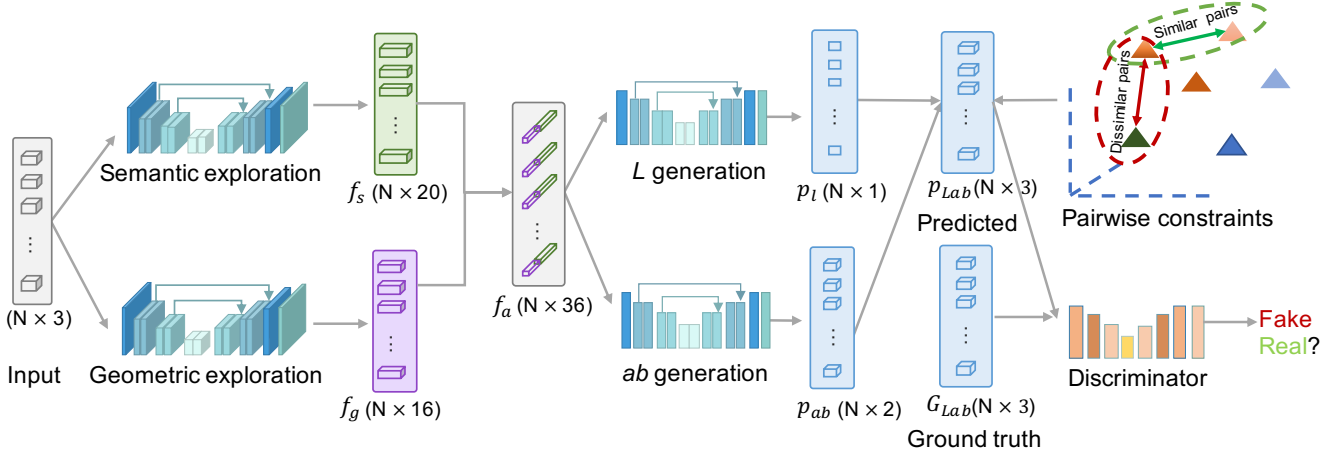 Similar pairs
Dissimilar pairs
Semantic exploration
L generation
f_s (N × 20)
p_l (N × 1)
p_Lab (N × 3)
Predicted
Pairwise constraints
(N × 3)
f_a (N × 36)
Input
Geometric exploration
ab generation
Fake
Real?
Discriminator
f_g (N × 16)
p_ab (N × 2)
G_Lab (N × 3)
Ground truth